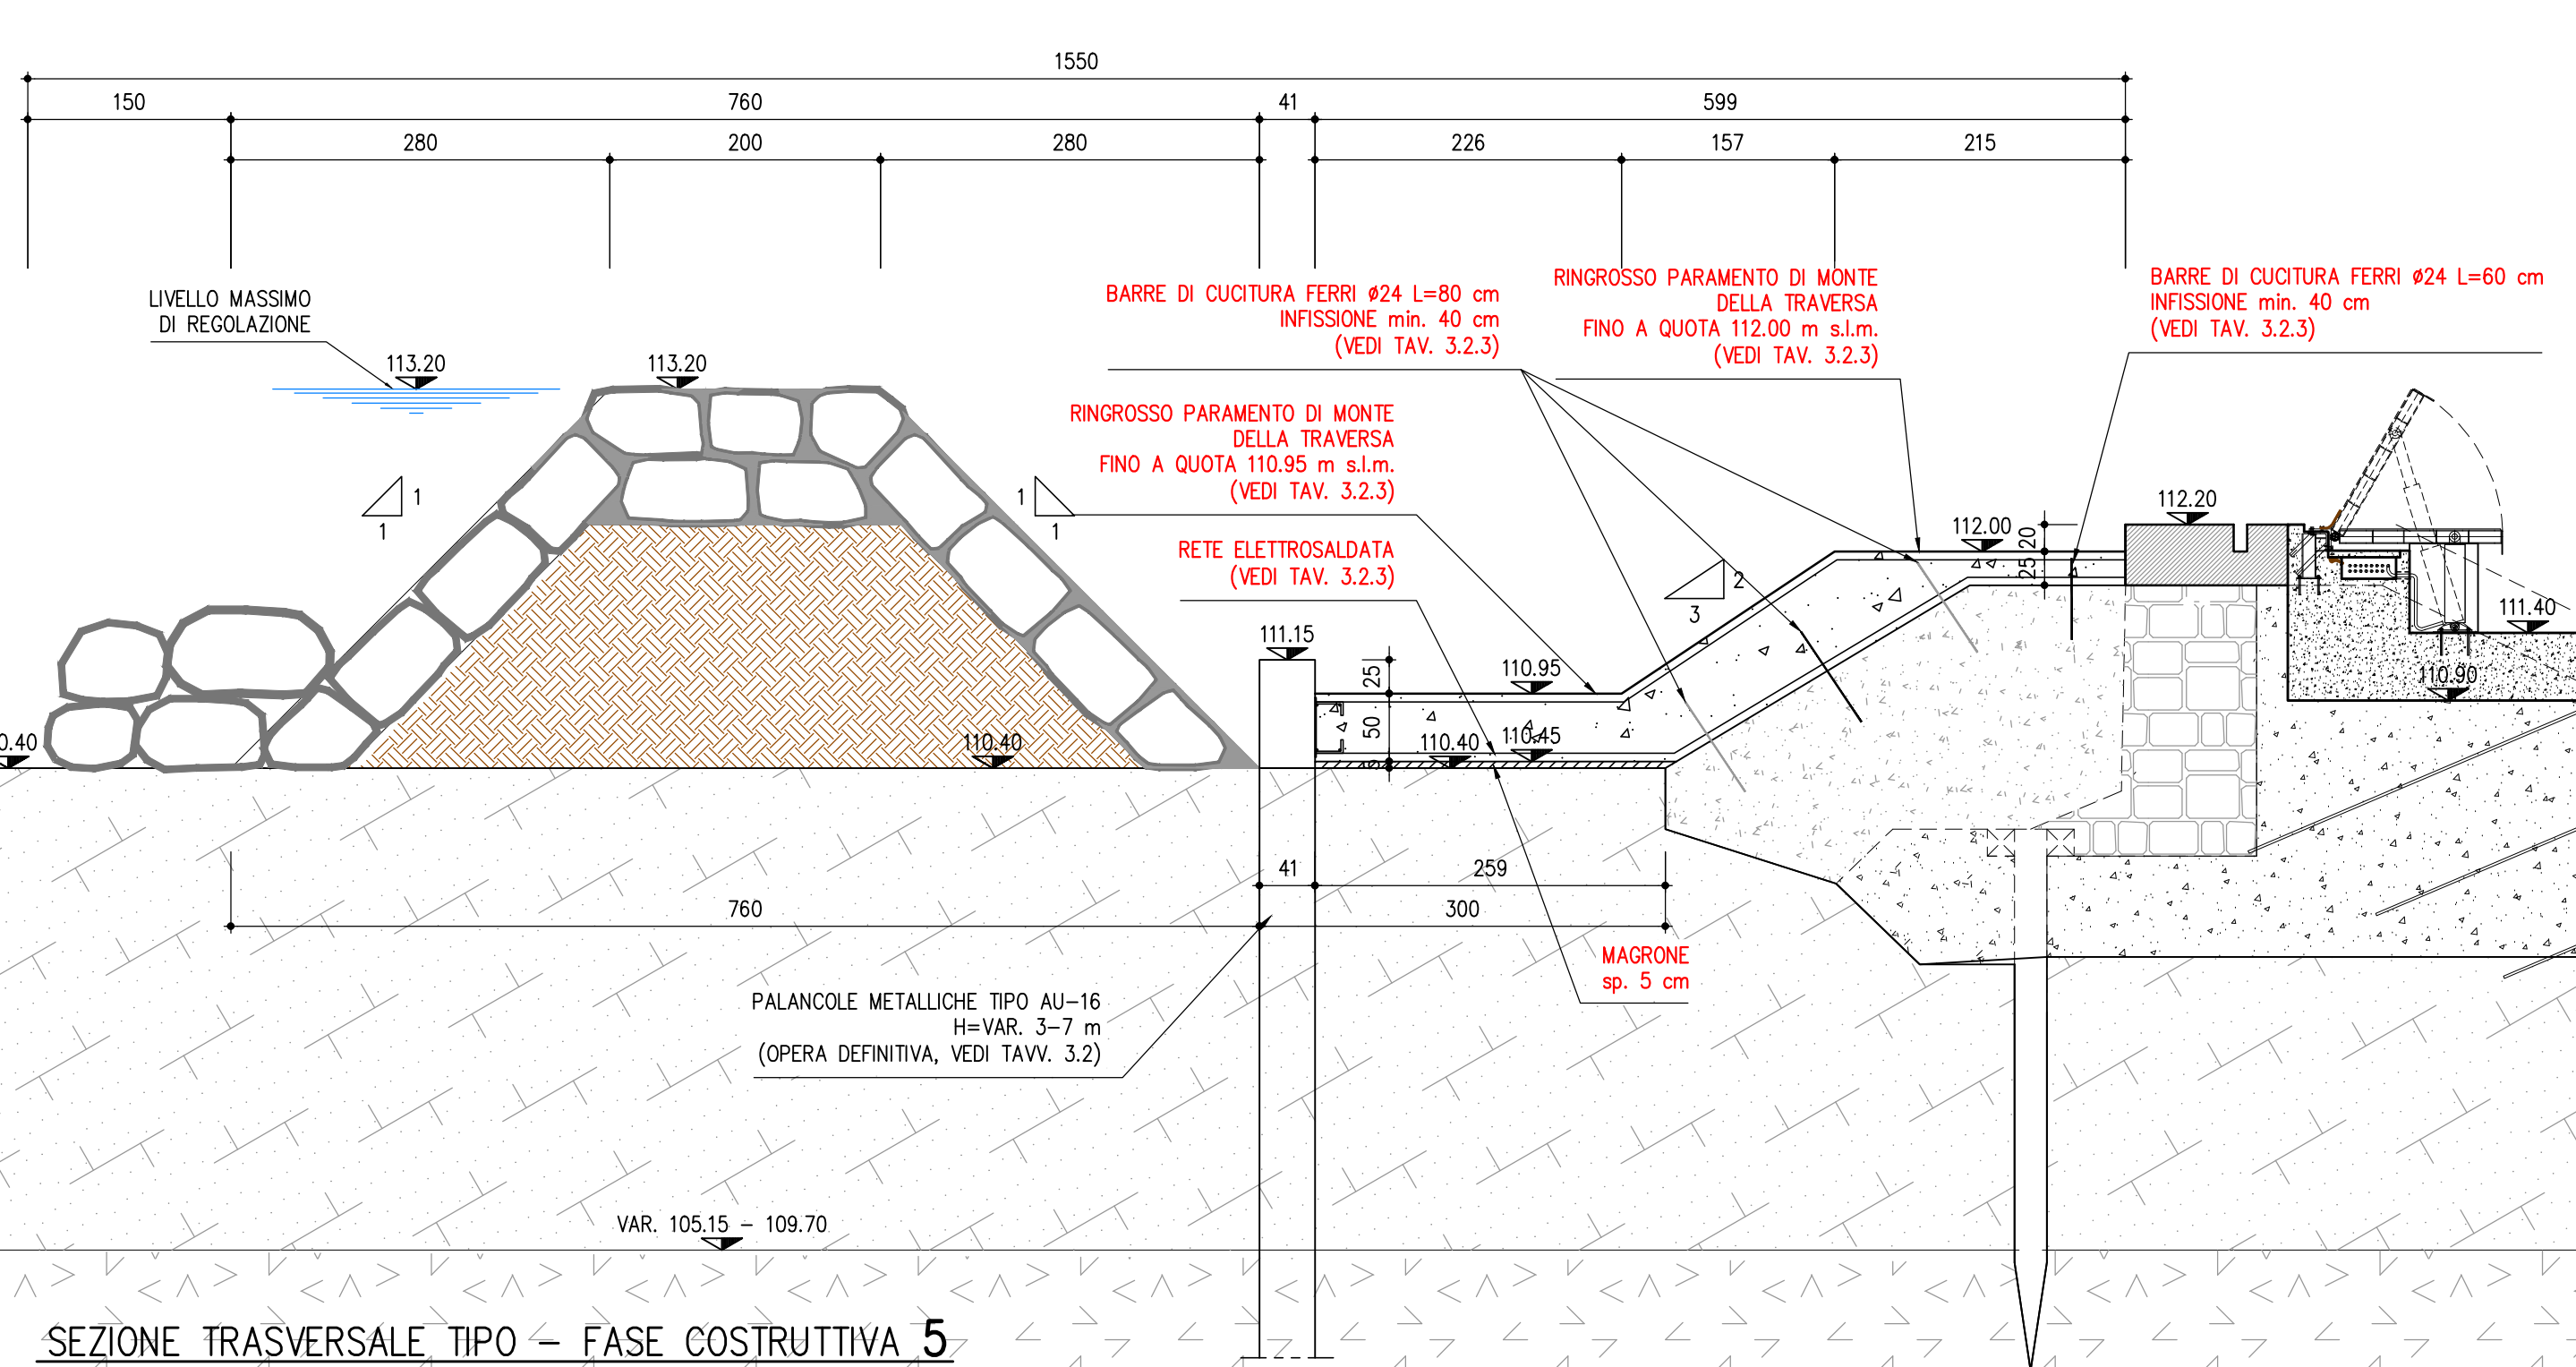 1550
150
760
41
599
280
200
280
226
157
215
LIVELLO MASSIMO
DI REGOLAZIONE
113.20
113.20
1
1
1
1
BARRE DI CUCITURA FERRI ø24 L=80 cm
INFISSIONE min. 40 cm
(VEDI TAV. 3.2.3)
RINGROSSO PARAMENTO DI MONTE
DELLA TRAVERSA
FINO A QUOTA 112.00 m s.l.m.
(VEDI TAV. 3.2.3)
BARRE DI CUCITURA FERRI ø24 L=60 cm
INFISSIONE min. 40 cm
(VEDI TAV. 3.2.3)
RINGROSSO PARAMENTO DI MONTE
DELLA TRAVERSA
FINO A QUOTA 110.95 m s.l.m.
(VEDI TAV. 3.2.3)
RETE ELETTROSALDATA
(VEDI TAV. 3.2.3)
112.20
112.00
20
25
2
3
111.40
111.15
110.95
25
110.90
50
110.40
110.40
110.45
5
0.40
41
259
760
300
MAGRONE
sp. 5 cm
PALANCOLE METALLICHE TIPO AU-16
H=VAR. 3-7 m
(OPERA DEFINITIVA, VEDI TAVV. 3.2)
VAR. 105.15 - 109.70
SEZIONE TRASVERSALE TIPO - FASE COSTRUTTIVA 5